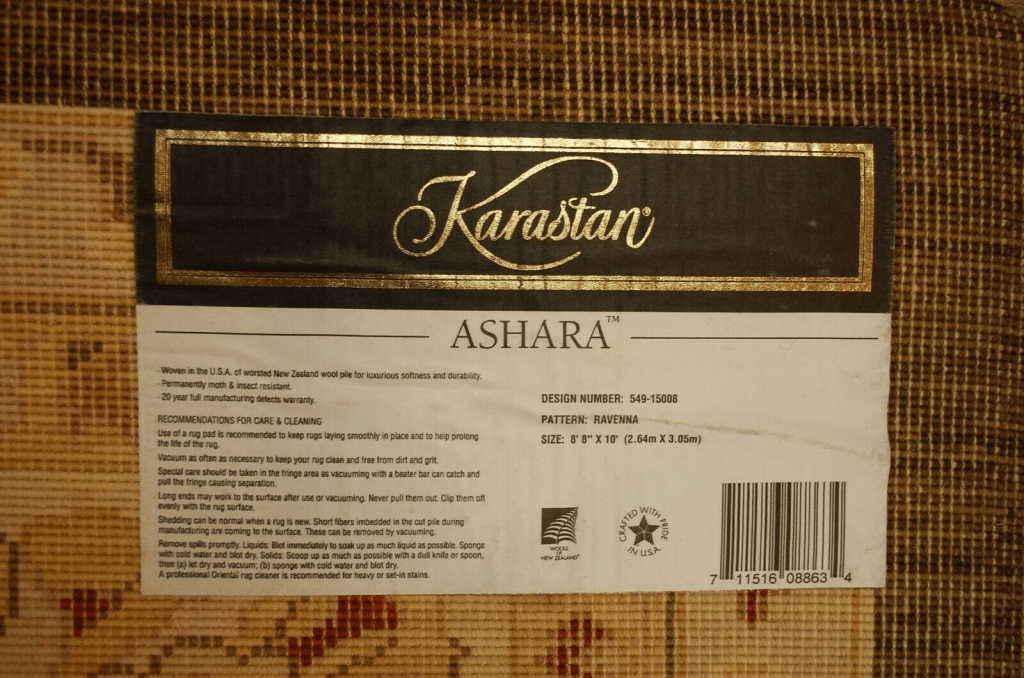 Karastan®
ASHARA™
- Woven in the U.S.A. of worsted New Zealand wool pile for luxurious softness and durability.
- Permanently moth & insect resistant.
- 20 year full manufacturing defects warranty.
RECOMMENDATIONS FOR CARE & CLEANING
Use of a rug pad is recommended to keep rugs laying smoothly in place and to help prolong
the life of the rug.
Vacuum as often as necessary to keep your rug clean and free from dirt and grit.
Special care should be taken in the fringe area as vacuuming with a beater bar can catch and
pull the fringe causing separation.
Long ends may work to the surface after use or vacuuming. Never pull them out. Clip them off
evenly with the rug surface.
Shedding can be normal when a rug is new. Short fibers imbedded in the cut pile during
manufacturing are coming to the surface. These can be removed by vacuuming.
Remove spills promptly. Liquids: Blot immediately to soak up as much liquid as possible. Sponge
with cold water and blot dry. Solids: Scoop up as much as possible with a dull knife or spoon,
then (a) let dry and vacuum; (b) sponge with cold water and blot dry.
A professional Oriental rug cleaner is recommended for heavy or set-in stains.
DESIGN NUMBER: 549-15008
PATTERN: RAVENNA
SIZE: 8' 8" X 10' (2.64m X 3.05m)
WOOLS
OF
NEW ZEALAND®
CRAFTED WITH PRIDE
IN U.S.A
7 11516 08863 4